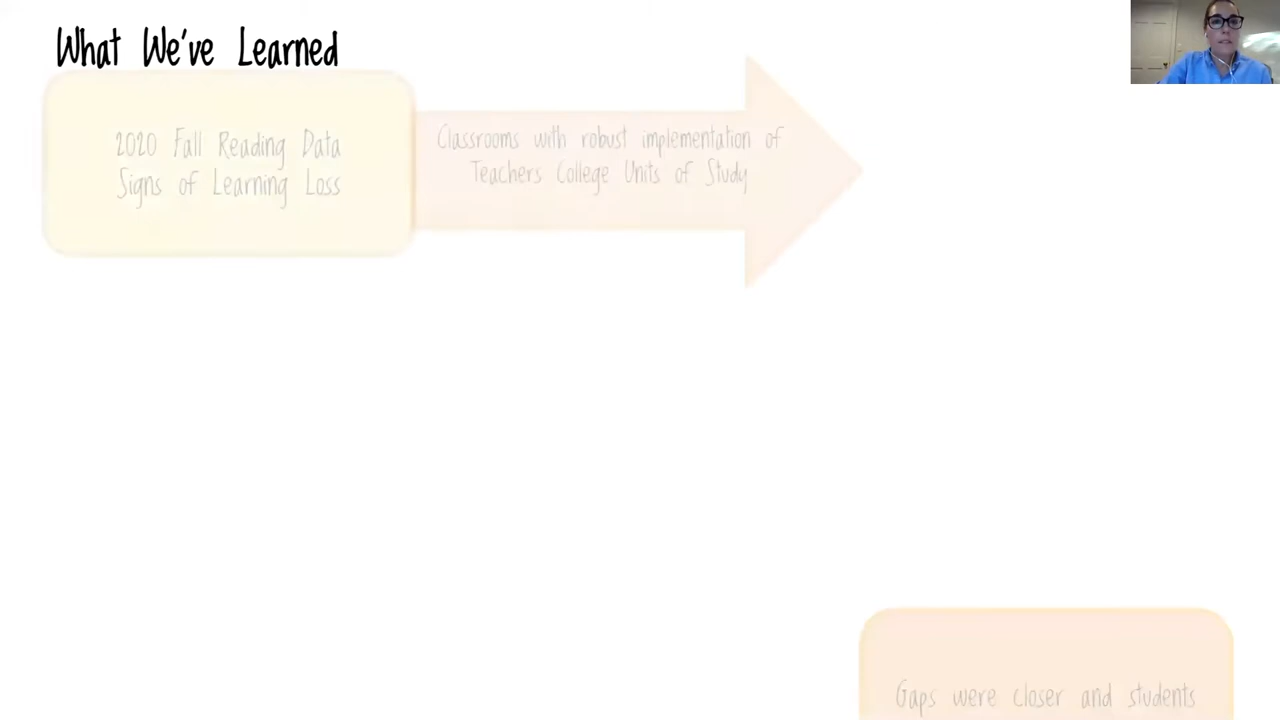 What We've Learned
2020 Fall Reading Data
Signs of Learning Loss
Classrooms with robust implementation of
Teachers College Units of Study
Gaps were closer and students